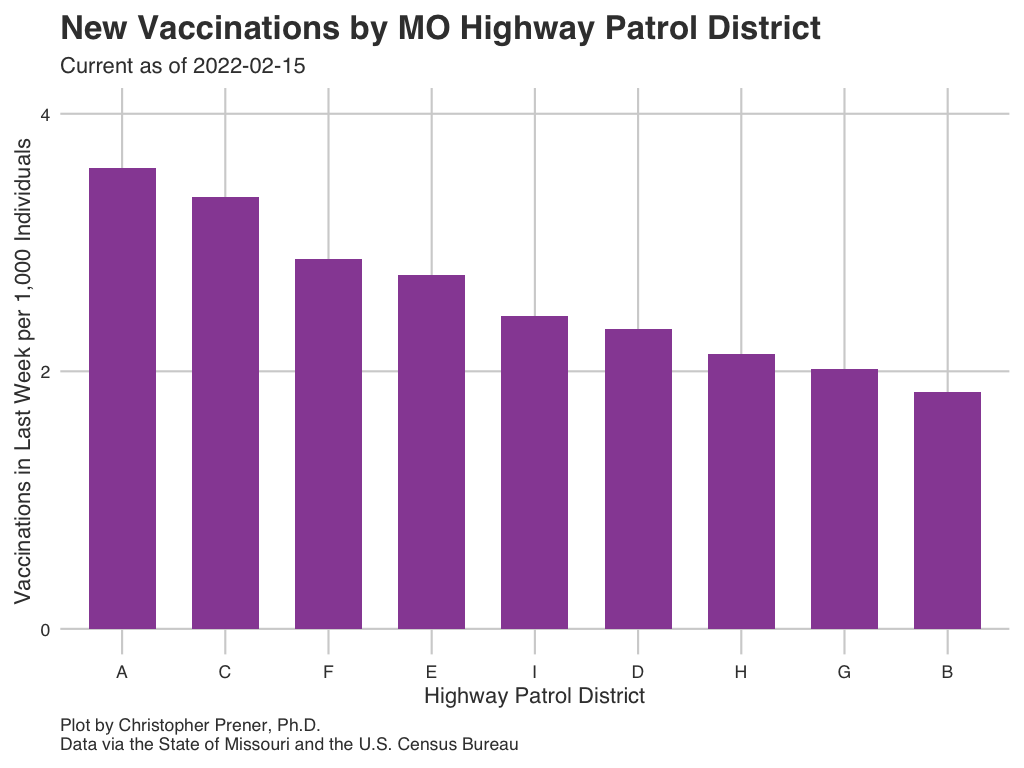 New Vaccinations by MO Highway Patrol District
Current as of 2022-02-15
Vaccinations in Last Week per 1,000 Individuals
4
2
0
A C F E I D H G B
Highway Patrol District
Plot by Christopher Prener, Ph.D.
Data via the State of Missouri and the U.S. Census Bureau